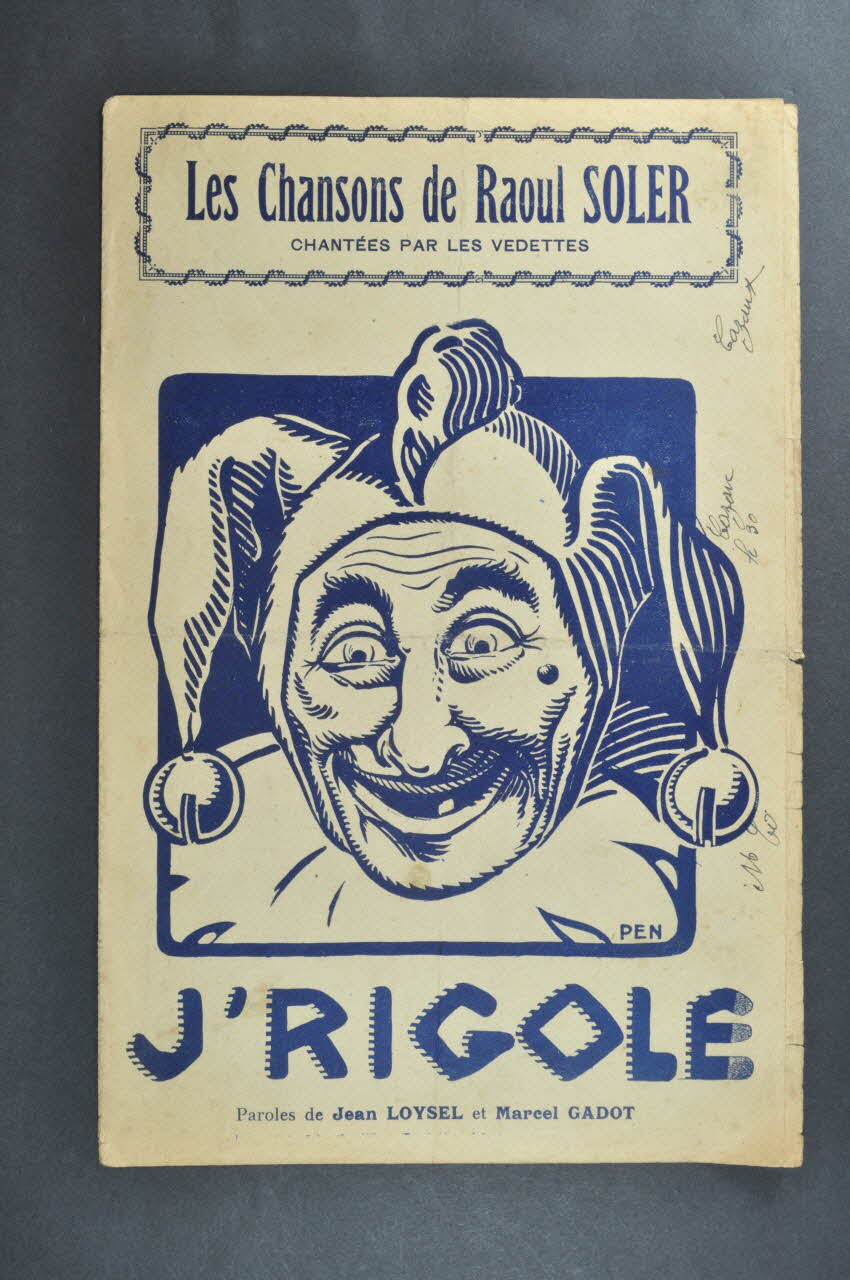 Les Chansons de Raoul SOLER
CHANTÉES PAR LES VEDETTES
PEN
J'RIGOLE
Paroles de Jean LOYSEL et Marcel GADOT